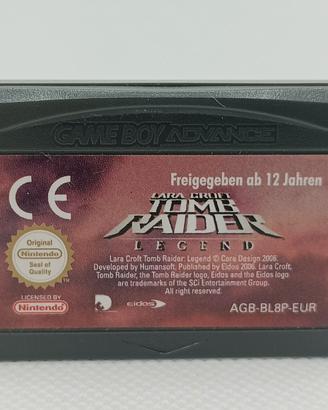 GAME BOY ADVANCE
Freigegeben ab 12 Jahren
CE
LARA CROFT
TOMB
RAIDER
LEGEND
Original
Nintendo
Seal of
Quality
TM
Lara Croft Tomb Raider: Legend © Core Design 2006.
Developed by Humansoft. Published by Eidos 2006. Lara Croft,
Tomb Raider, the Tomb Raider logo, Eidos and the Eidos logo
are trademarks of the SCi Entertainment Group.
All right reserved.
LICENSED BY
Nintendo
eidos
AGB-BL8P-EUR